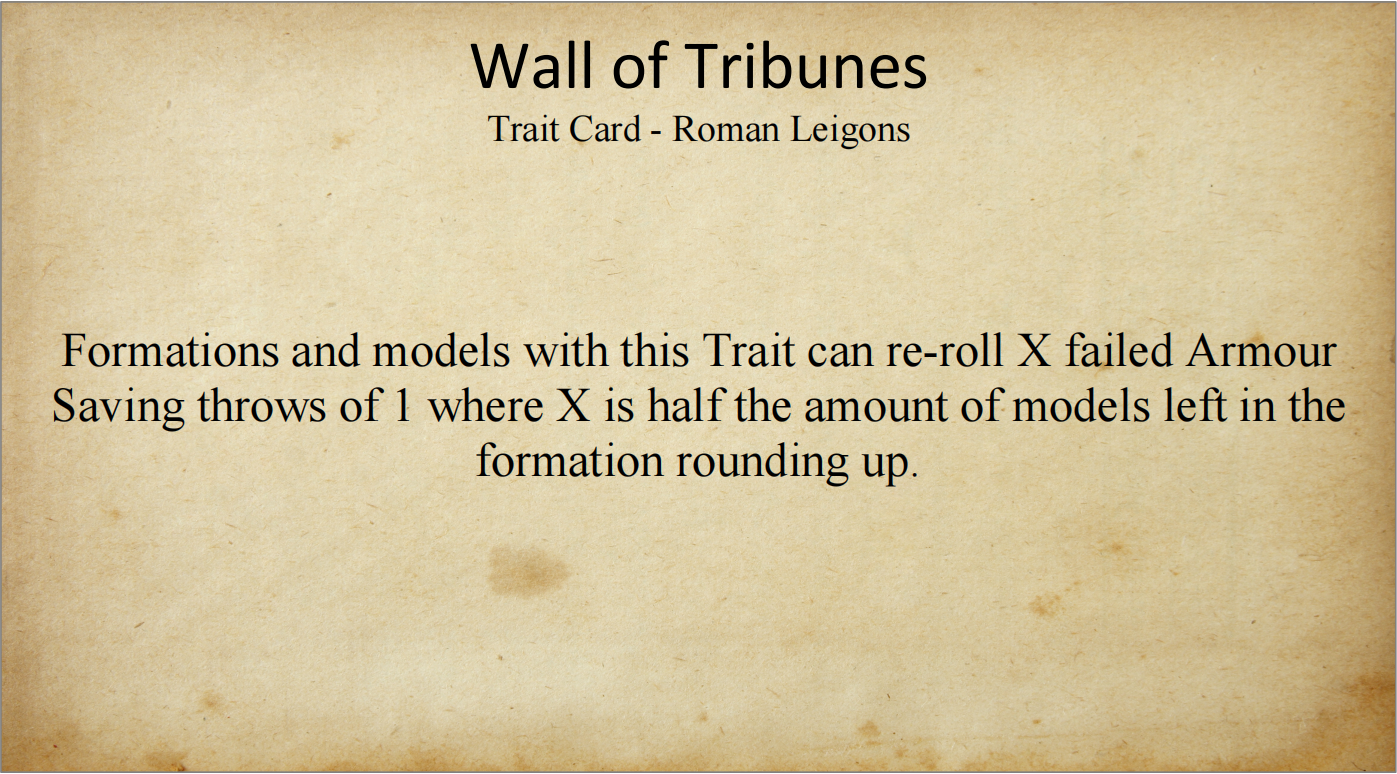 Wall of Tribunes
Trait Card - Roman Leigons
Formations and models with this Trait can re-roll X failed Armour
Saving throws of 1 where X is half the amount of models left in the
formation rounding up.